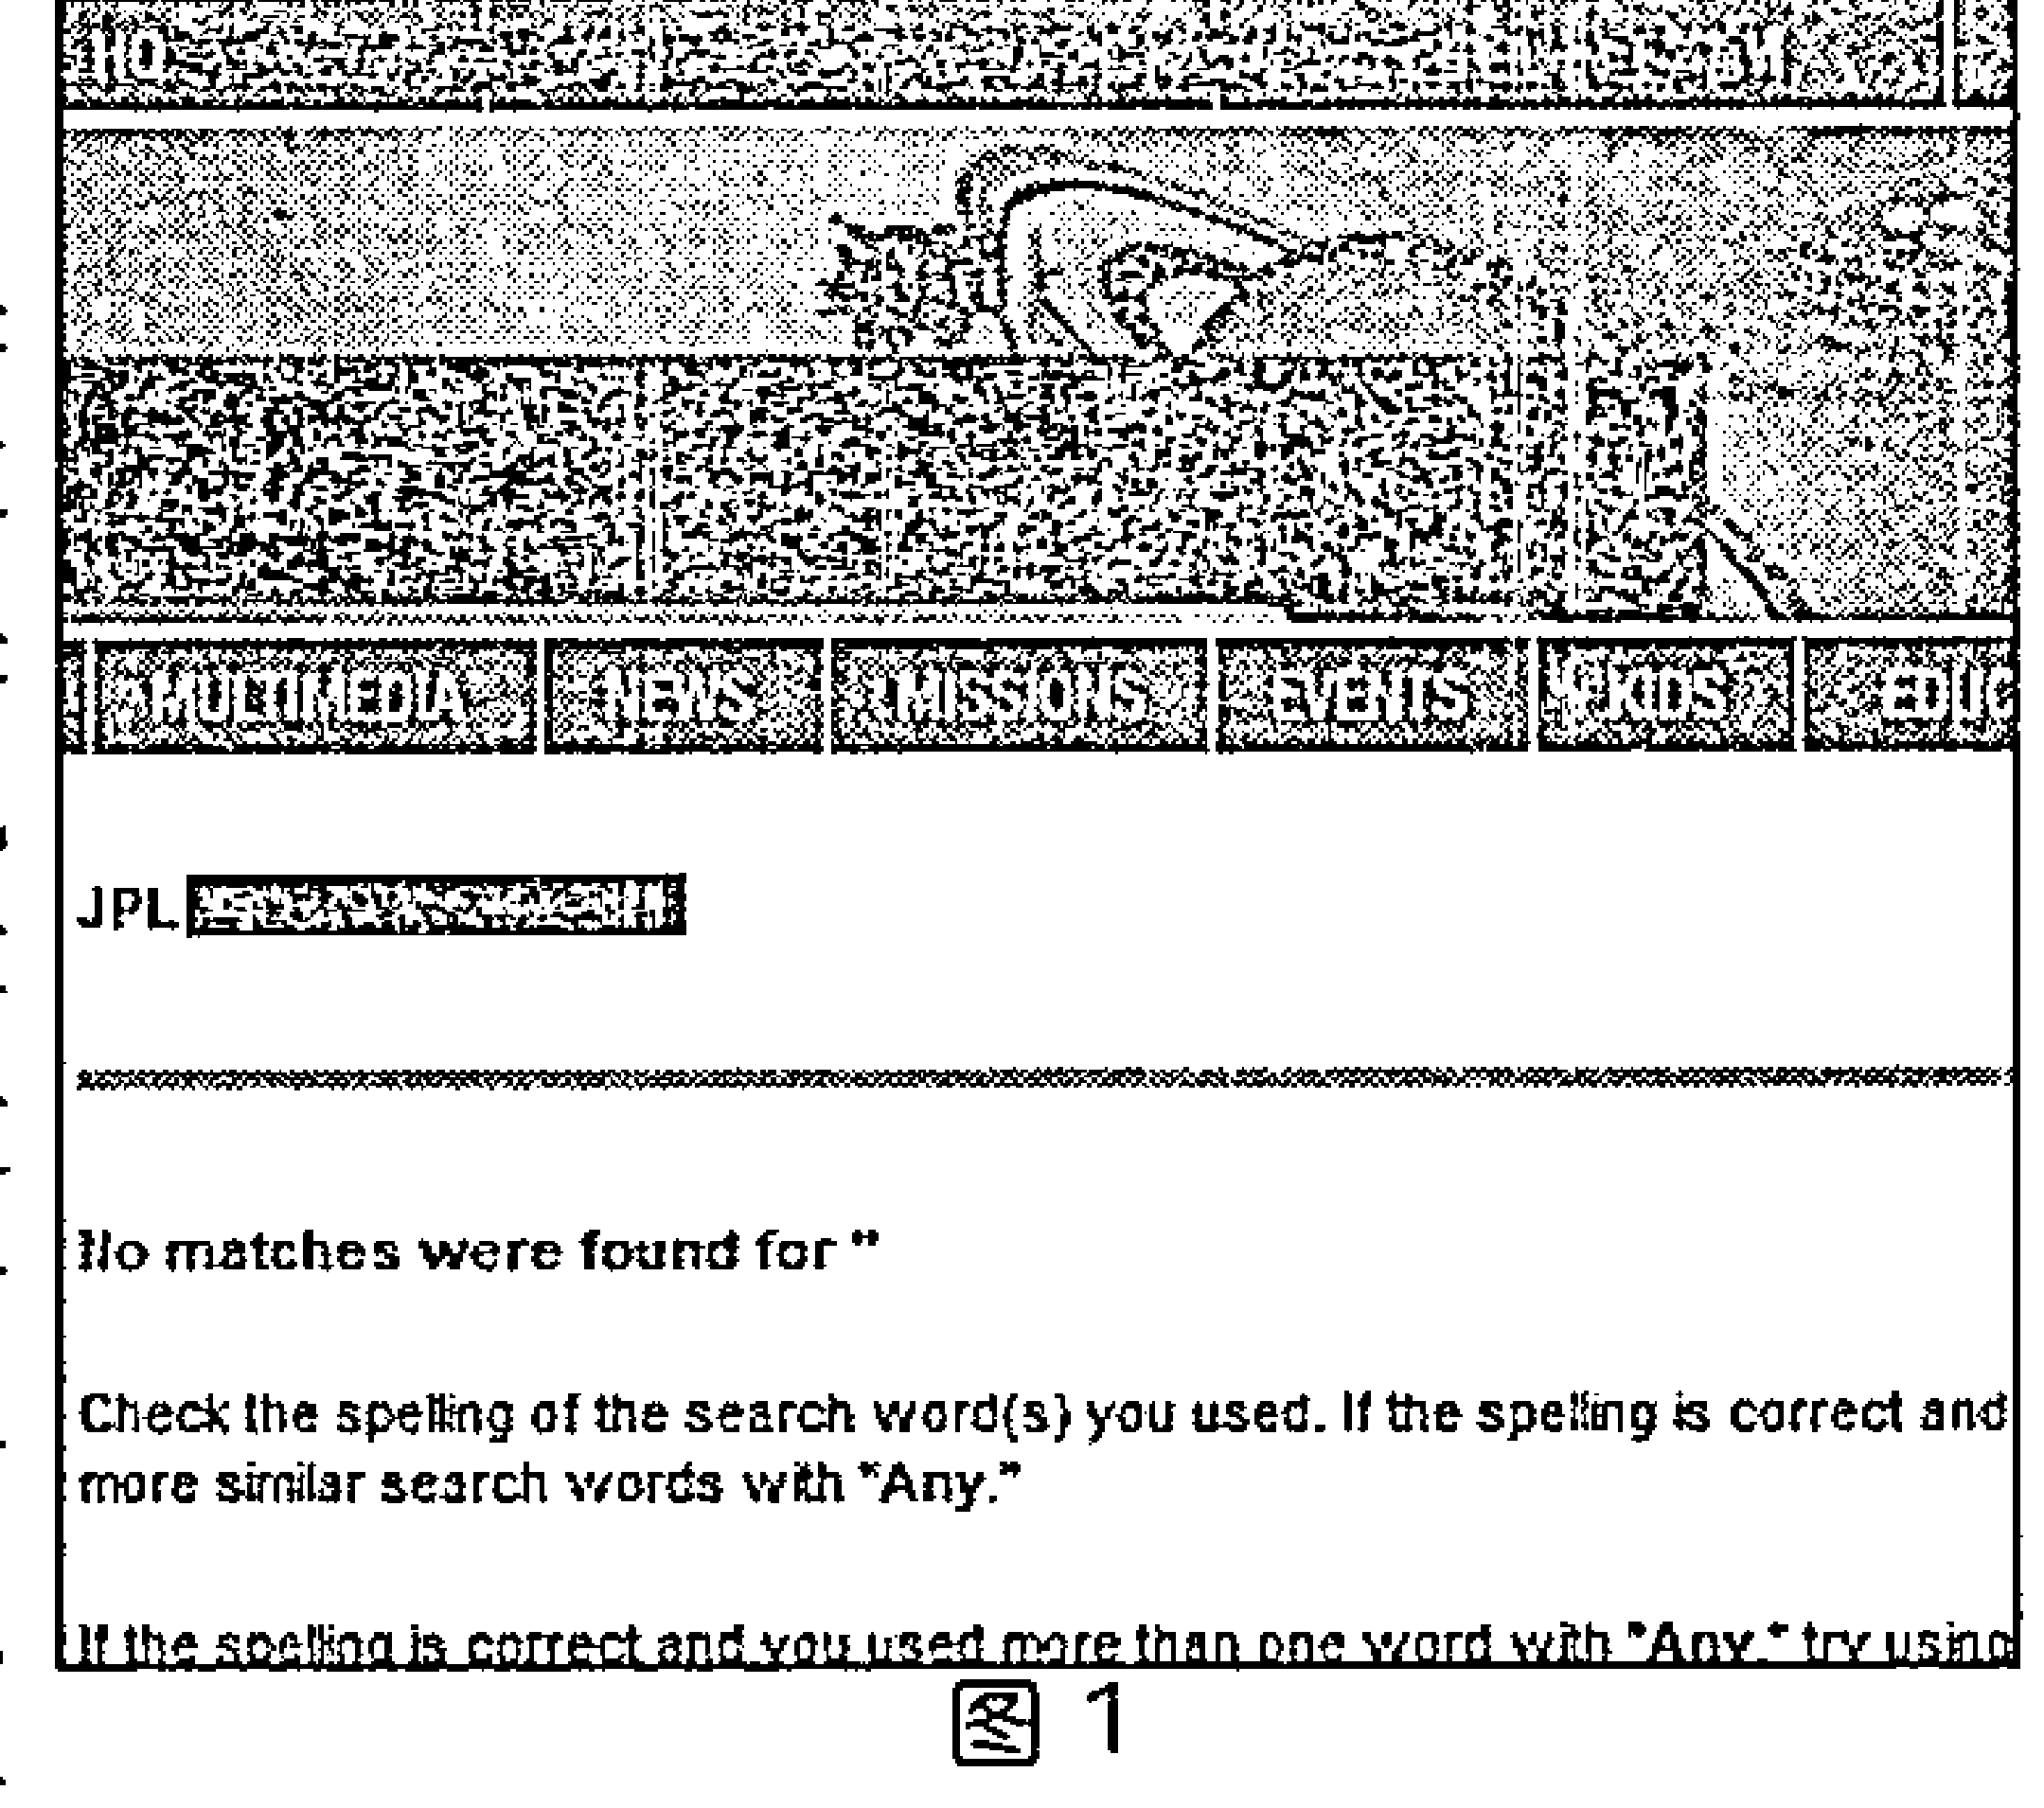 MULTIMEDIA NEWS MISSIONS EVENTS KIDS EDUC
JPL
No matches were found for "
Check the spelling of the search word(s) you used. If the spelling is correct and
more similar search words with "Any."
If the spelling is correct and you used more than one word with "Any." try using
图 1